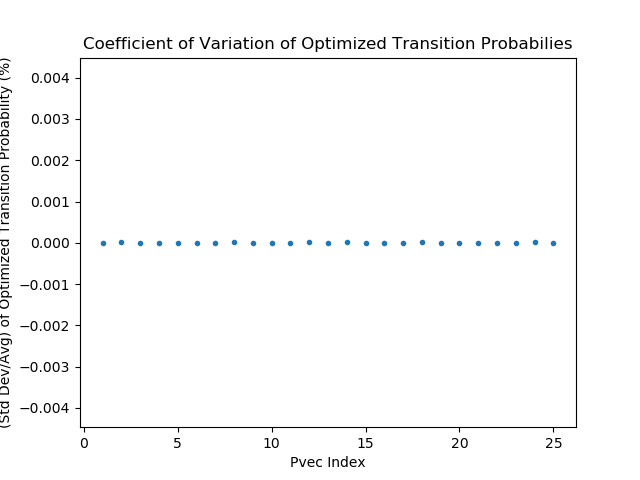 Coefficient of Variation of Optimized Transition Probabilies
(Std Dev/Avg) of Optimized Transition Probability (%)
0.004
0.003
0.002
0.001
0.000
−0.001
−0.002
−0.003
−0.004
0 5 10 15 20 25
Pvec Index